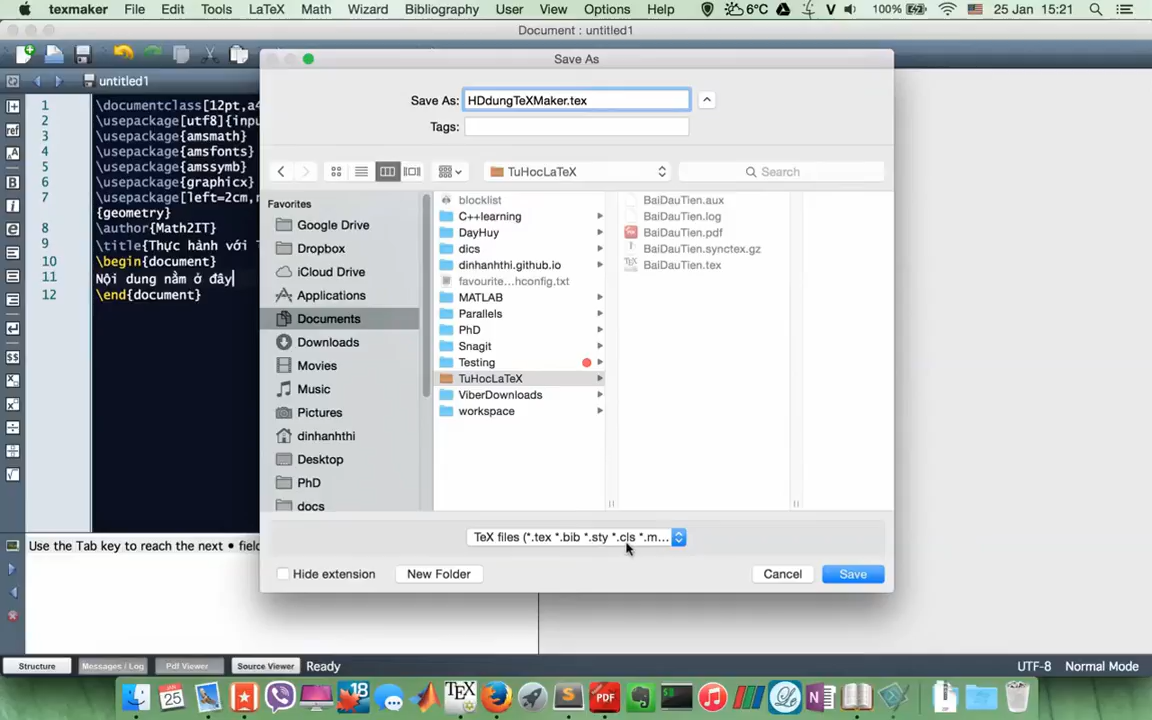 texmaker File Edit Tools LaTeX Math Wizard Bibliography User View Options Help 6°C V 100% 25 Jan 15:21
Document : untitled1
untitled1
Save As
Save As: HDdungTeXMaker.tex
Tags:
TuHocLaTeX
Search
1 \documentclass[12pt,a4
2 \usepackage[utf8]{inpu
3 \usepackage{amsmath}
4 \usepackage{amsfonts}
5 \usepackage{amssymb}
6 \usepackage{graphicx}
7 \usepackage[left=2cm,
{geometry}
8 \author{Math2IT}
9 \title{Thực hành với
10 \begin{document}
11 Nội dung nằm ở đây
12 \end{document}
Favorites
Google Drive
Dropbox
iCloud Drive
Applications
Documents
Downloads
Movies
Music
Pictures
dinhanhthi
Desktop
PhD
docs
blocklist
C++learning
DayHuy
dics
dinhanhthi.github.io
favourite...hconfig.txt
MATLAB
Parallels
PhD
Snagit
Testing
TuHocLaTeX
ViberDownloads
workspace
BaiDauTien.aux
BaiDauTien.log
BaiDauTien.pdf
BaiDauTien.synctex.gz
BaiDauTien.tex
TeX files (*.tex *.bib *.sty *.cls *.m...
Hide extension New Folder Cancel Save
Use the Tab key to reach the next • fiel
Structure Messages / Log Pdf Viewer Source Viewer Ready UTF-8 Normal Mode
18
TEX
PDF